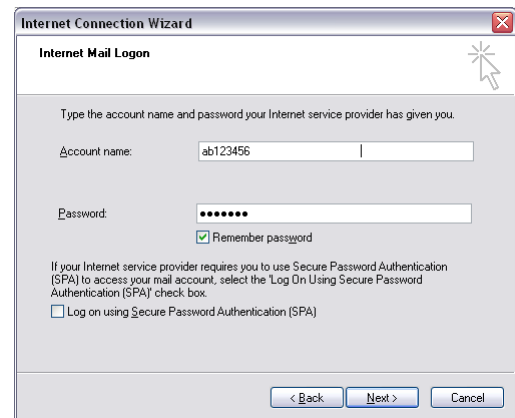 Internet Connection Wizard
Internet Mail Logon
Type the account name and password your Internet service provider has given you.
Account name:
ab123456
Password:
●●●●●●●
Remember password
If your Internet service provider requires you to use Secure Password Authentication
(SPA) to access your mail account, select the 'Log On Using Secure Password
Authentication (SPA)' check box.
Log on using Secure Password Authentication (SPA)
< Back
Next >
Cancel